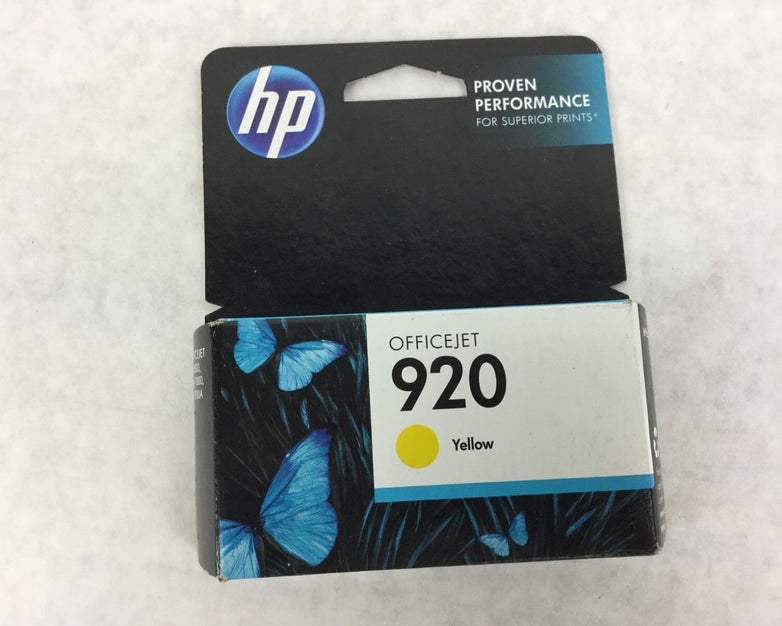 hp
PROVEN
PERFORMANCE
FOR SUPERIOR PRINTS*
OFFICEJET
920
Yellow